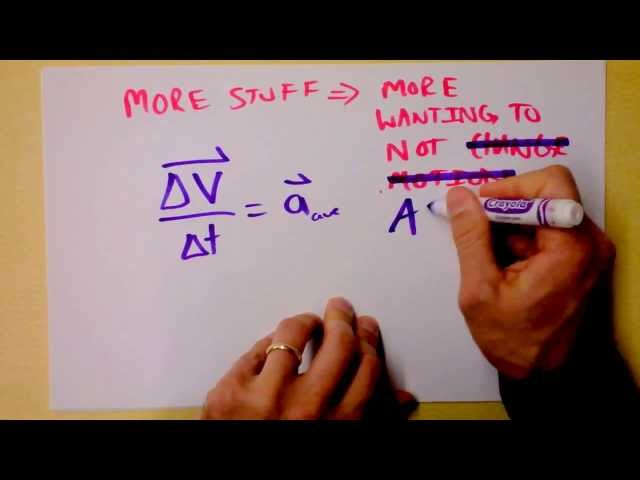 MORE STUFF ⇒ MORE
WANTING TO
NOT CHANGE
MOTION
ΔV
Δt
= a ave
A
Crayola